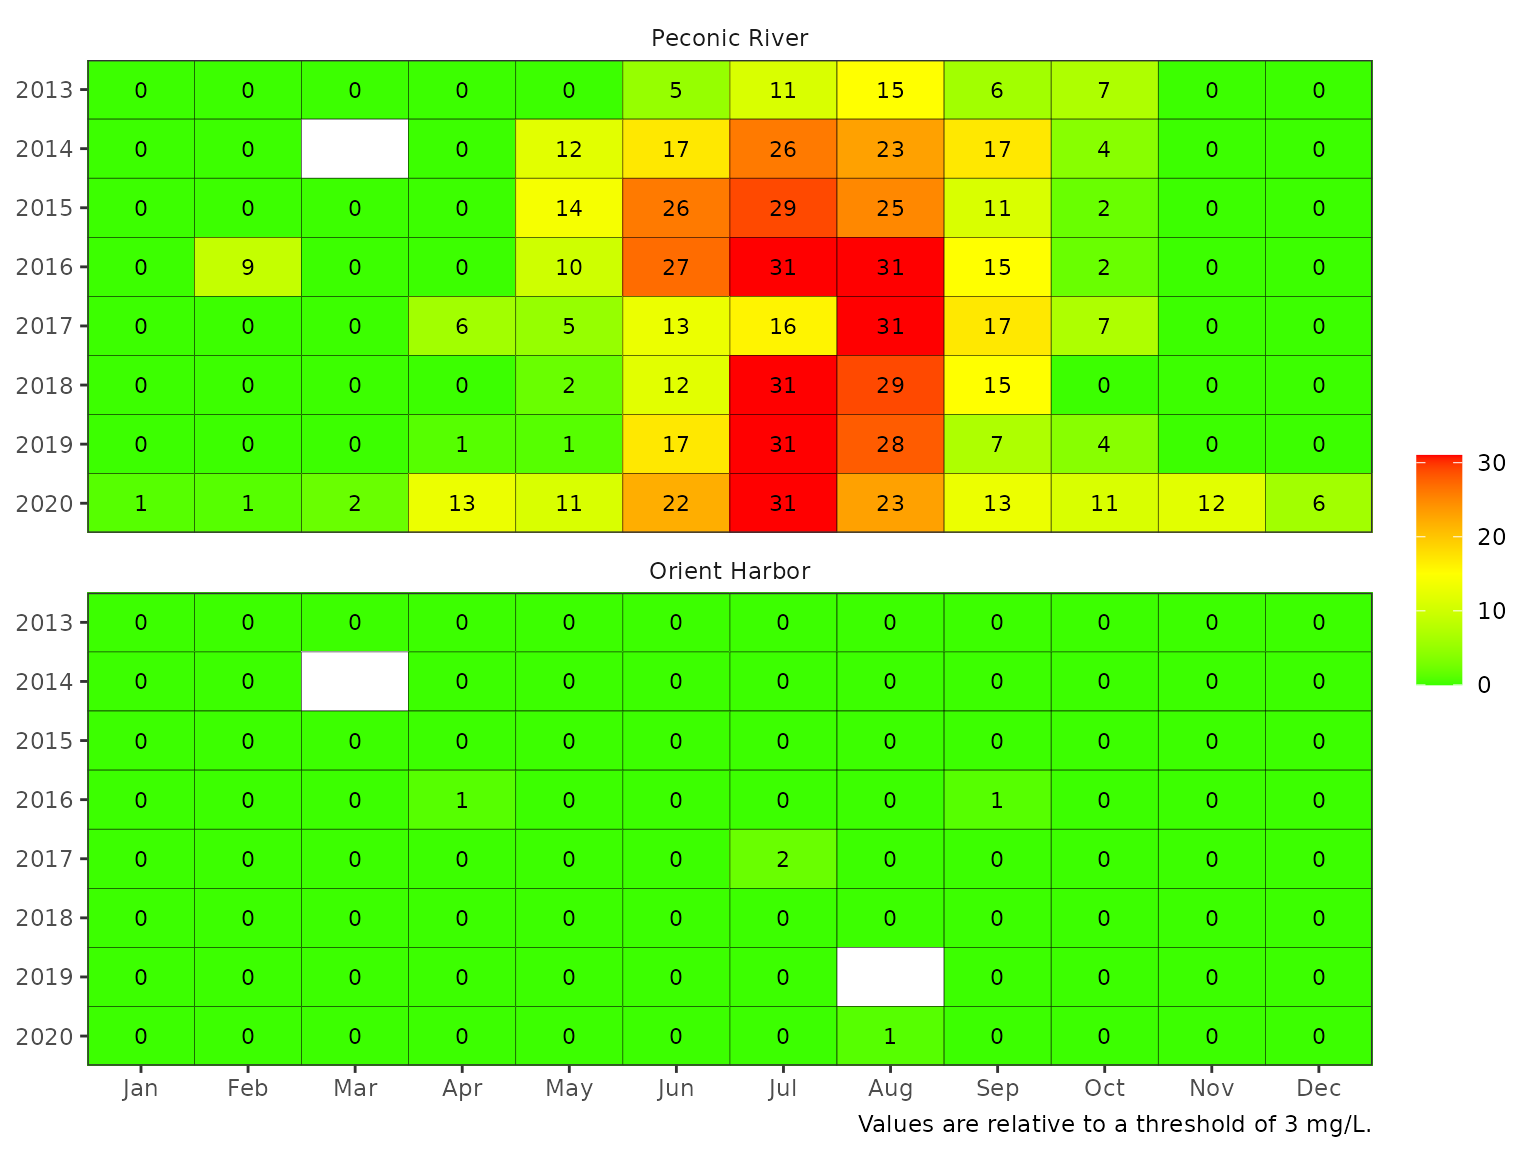 Peconic River
2013 0 0 0 0 0 5 11 15 6 7 0 0
2014 0 0 0 12 17 26 23 17 4 0 0
2015 0 0 0 0 14 26 29 25 11 2 0 0
2016 0 9 0 0 10 27 31 31 15 2 0 0
2017 0 0 0 6 5 13 16 31 17 7 0 0
2018 0 0 0 0 2 12 31 29 15 0 0 0
2019 0 0 0 1 1 17 31 28 7 4 0 0
2020 1 1 2 13 11 22 31 23 13 11 12 6
Orient Harbor
2013 0 0 0 0 0 0 0 0 0 0 0 0
2014 0 0 0 0 0 0 0 0 0 0 0
2015 0 0 0 0 0 0 0 0 0 0 0 0
2016 0 0 0 1 0 0 0 0 1 0 0 0
2017 0 0 0 0 0 0 2 0 0 0 0 0
2018 0 0 0 0 0 0 0 0 0 0 0 0
2019 0 0 0 0 0 0 0 0 0 0 0
2020 0 0 0 0 0 0 0 1 0 0 0 0
Jan Feb Mar Apr May Jun Jul Aug Sep Oct Nov Dec
Values are relative to a threshold of 3 mg/L.
30
20
10
0